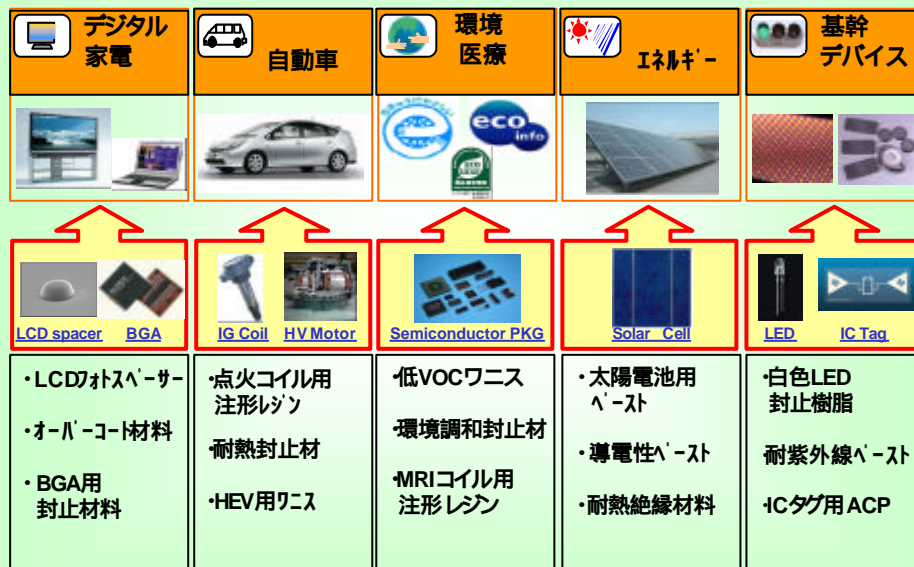 デジタル
家電
自動車
環境
医療
ｴﾈﾙｷﾞｰ
基幹
デバイス
eco
info
LCD spacer
BGA
IG Coil
HV Motor
Semiconductor PKG
Solar Cell
LED
IC Tag
・LCDﾌｫﾄｽﾍﾟｰサー
・オｰﾊﾞｰコｰﾄ材料
・BGA用
封止材料
・点火コイル用
注形ﾚｼﾞﾝ
・耐熱封止材
・HEV用ﾜﾆｽ
・低VOCワニス
・環境調和封止材
・MRIコイル用
注形レジン
・太陽電池用
ﾍﾟｰｽﾄ
・導電性ﾍﾟｰｽﾄ
・耐熱絶縁材料
・白色LED
封止樹脂
・耐紫外線ﾍﾟｰｽﾄ
・ICタグ用ACP